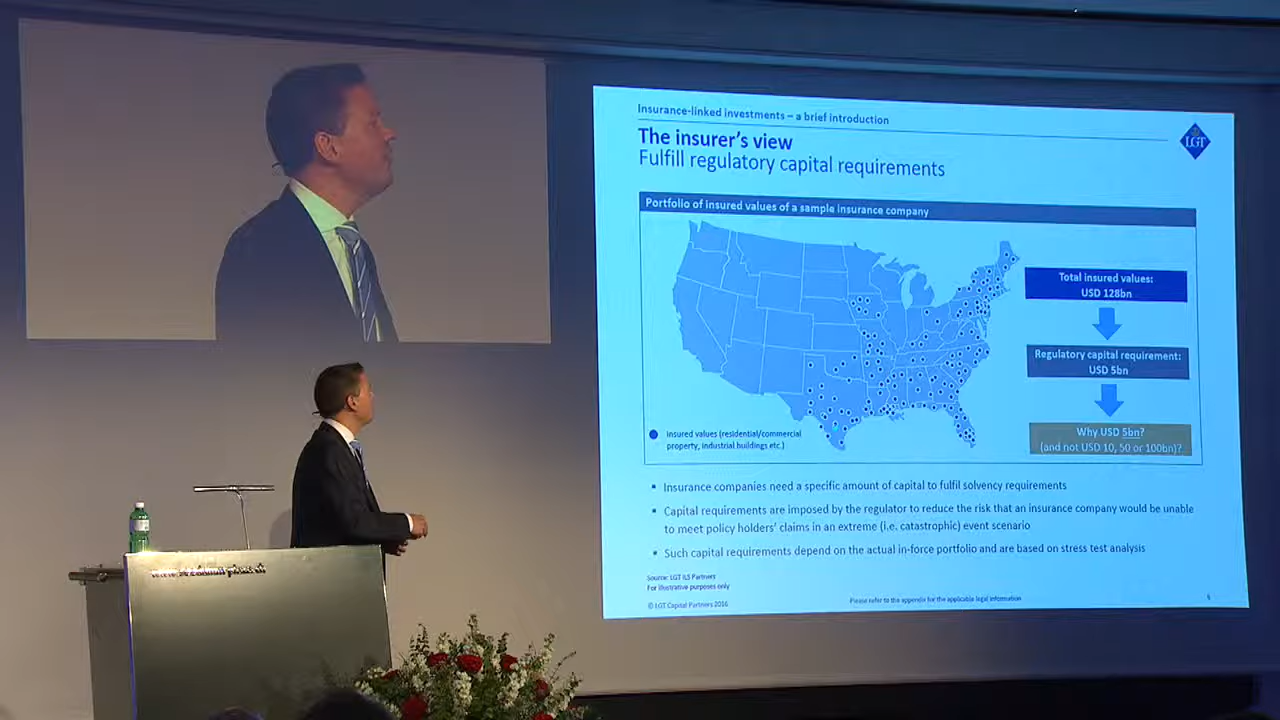 Insurance-linked investments – a brief introduction
The insurer's view
Fulfill regulatory capital requirements
LGT
Portfolio of insured values of a sample insurance company
Total insured values:
USD 128bn
Regulatory capital requirement:
USD 5bn
Why USD 5bn?
(and not USD 10, 50 or 100bn)?
insured values (residential/commercial
property, industrial buildings etc.)
▪ Insurance companies need a specific amount of capital to fulfil solvency requirements
▪ Capital requirements are imposed by the regulator to reduce the risk that an insurance company would be unable
to meet policy holders' claims in an extreme (i.e. catastrophic) event scenario
▪ Such capital requirements depend on the actual in-force portfolio and are based on stress test analysis
Source: LGT ILS Partners
For illustrative purposes only
© LGT Capital Partners 2016
Please refer to the appendix for the applicable legal information